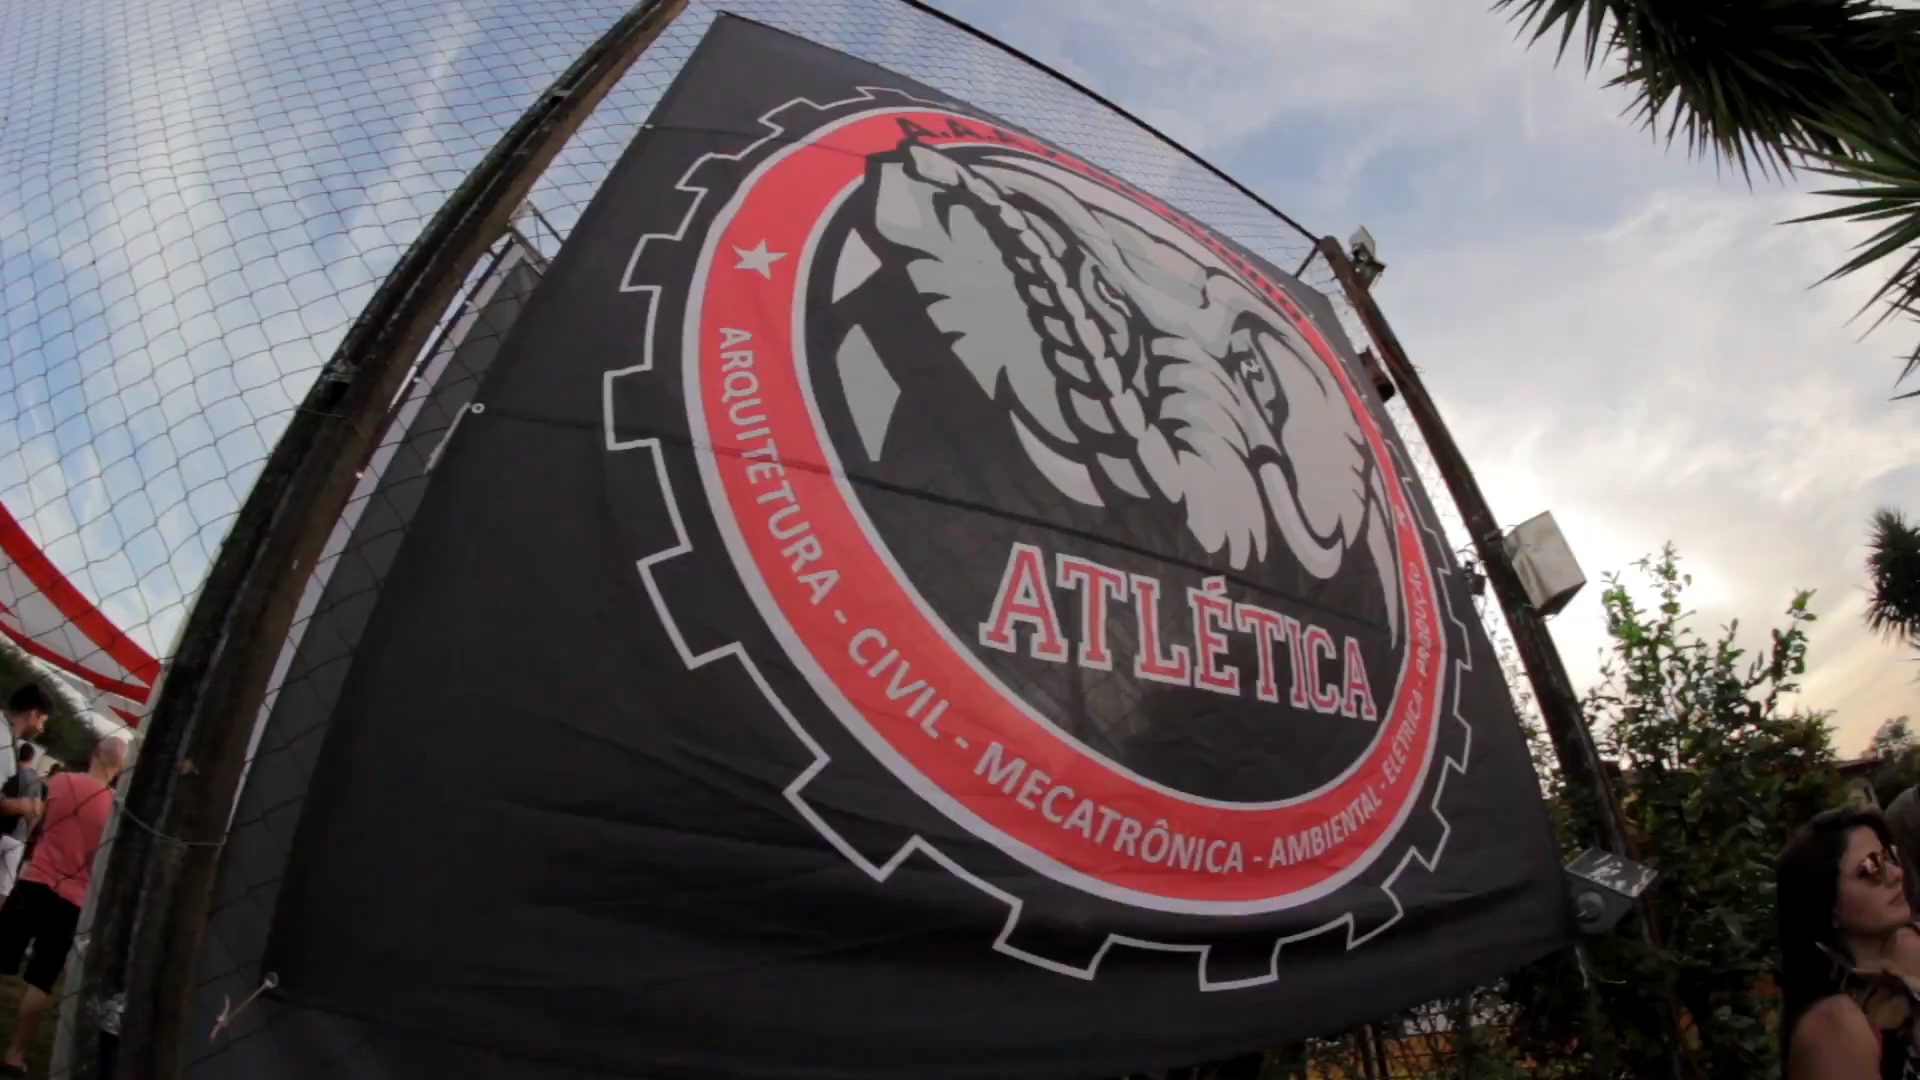 A.A.A.
ARQUITETURA - CIVIL - MECATRÔNICA - AMBIENTAL - ELÉTRICA - PRODUÇÃO
ATLÉTICA